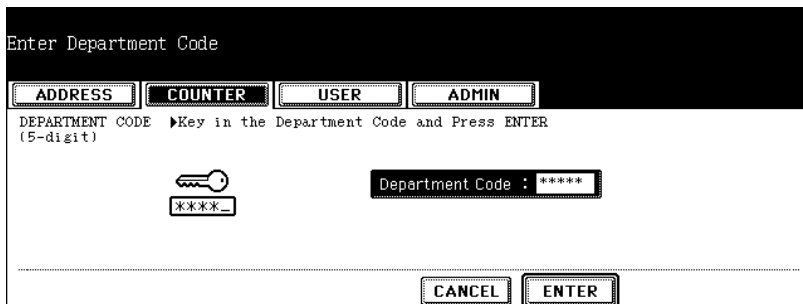 Enter Department Code
ADDRESS COUNTER USER ADMIN
DEPARTMENT CODE ▶Key in the Department Code and Press ENTER
(5-digit)
Department Code : *****
****_
CANCEL ENTER